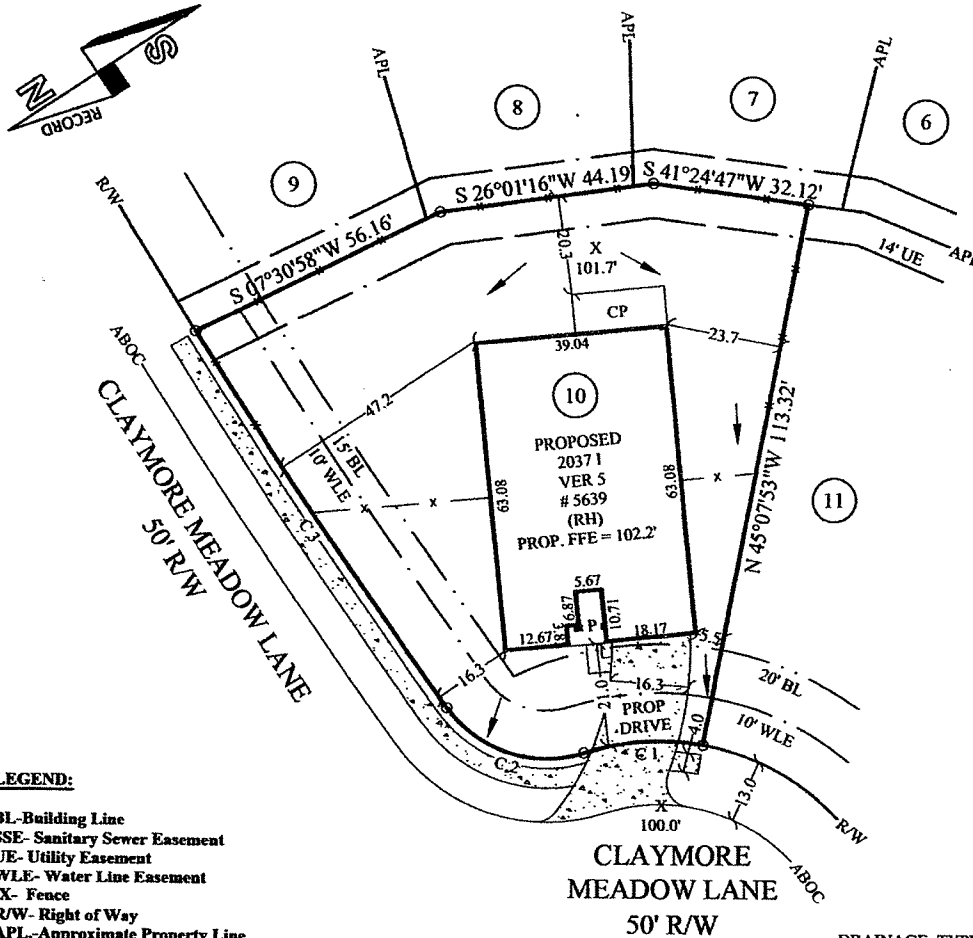 S
N
RECORD
APL
APL
APL
8
7
6
9
R/W
S 07°30'58"W 56.16'
S 26°01'16"W 44.19'
S 41°24'47"W 32.12'
14' UE
APL
20.3
X
101.7'
CP
39.04
23.7
ABOC
CLAYMORE MEADOW LANE
50' R/W
47.2
15' BL
10' WLE
C-3
X
X
X
10
PROPOSED
2037 I
VER 5
# 5639
(RH)
PROP. FFE = 102.2'
63.08
63.08
N 45°07'53"W 113.32'
11
5.67
6.87
10.71
P
12.67
18.17
5.5
16.3
21.0
16.3
PROP
DRIVE
4.0
20' BL
10' WLE
C-2
C 1
13.0
X
100.0'
R/W
ABOC
CLAYMORE
MEADOW LANE
50' R/W
LEGEND:
BL-Building Line
SSE- Sanitary Sewer Easement
UE- Utility Easement
WLE- Water Line Easement
X- Fence
R/W- Right of Way
APL.-Approximate Property Line
DRAINAGE TYPE